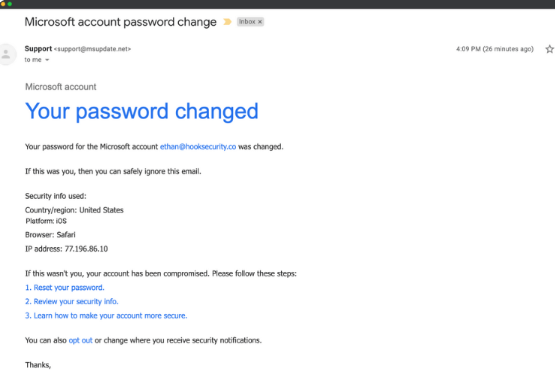 Microsoft account password change Inbox x
Support <support@msupdate.net> 4:09 PM (26 minutes ago)
to me
Microsoft account
Your password changed
Your password for the Microsoft account ethan@hooksecurity.co was changed.
If this was you, then you can safely ignore this email.
Security info used:
Country/region: United States
Platform: iOS
Browser: Safari
IP address: 77.196.86.10
If this wasn't you, your account has been compromised. Please follow these steps:
1. Reset your password.
2. Review your security info.
3. Learn how to make your account more secure.
You can also opt out or change where you receive security notifications.
Thanks,